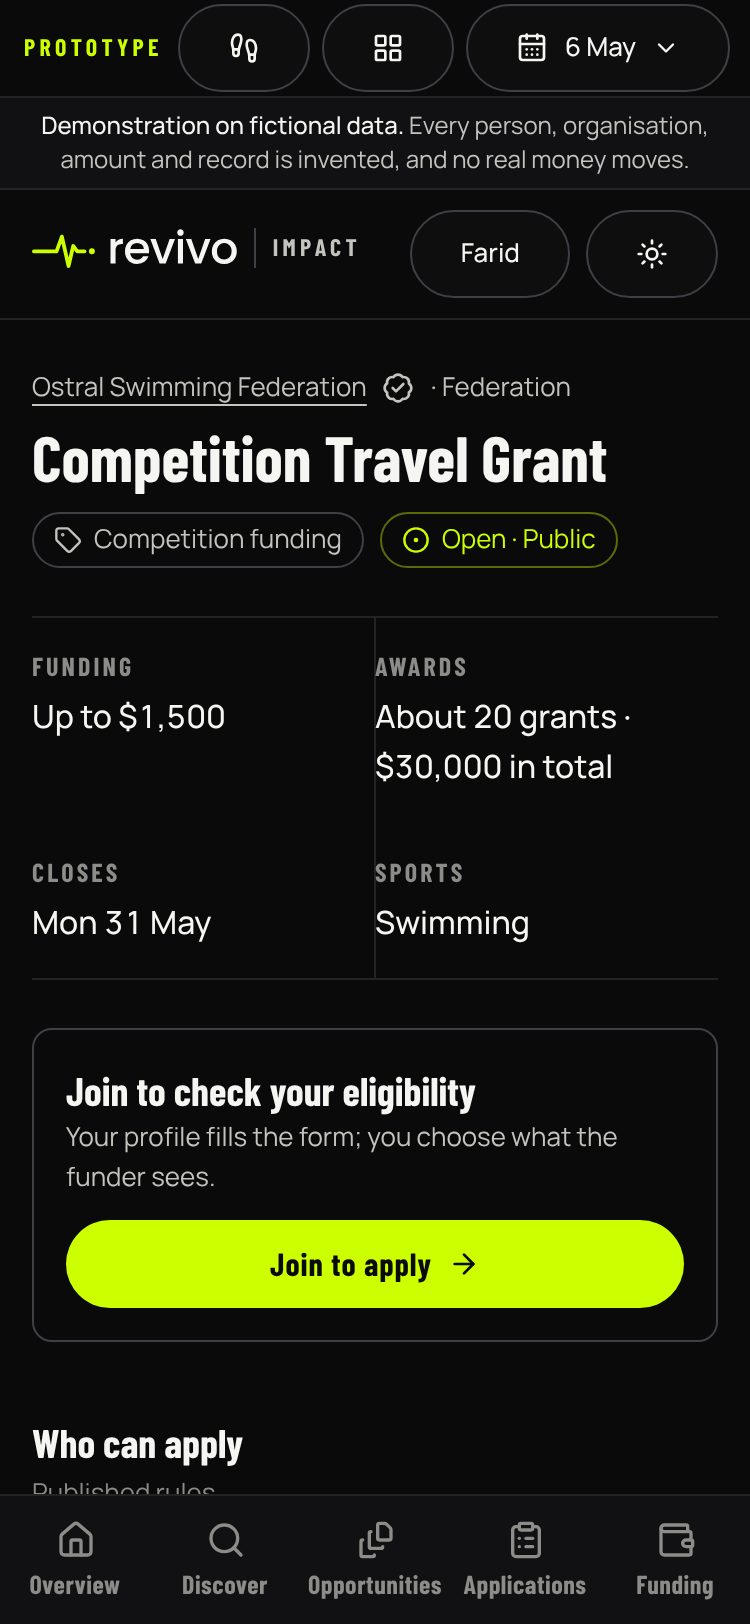 PROTOTYPE
6 May
Demonstration on fictional data. Every person, organisation,
amount and record is invented, and no real money moves.
revivo IMPACT
Farid
Ostral Swimming Federation · Federation
Competition Travel Grant
Competition funding
Open · Public
FUNDING
Up to $1,500
AWARDS
About 20 grants ·
$30,000 in total
CLOSES
Mon 31 May
SPORTS
Swimming
Join to check your eligibility
Your profile fills the form; you choose what the
funder sees.
Join to apply
Who can apply
Published rules
Overview
Discover
Opportunities
Applications
Funding